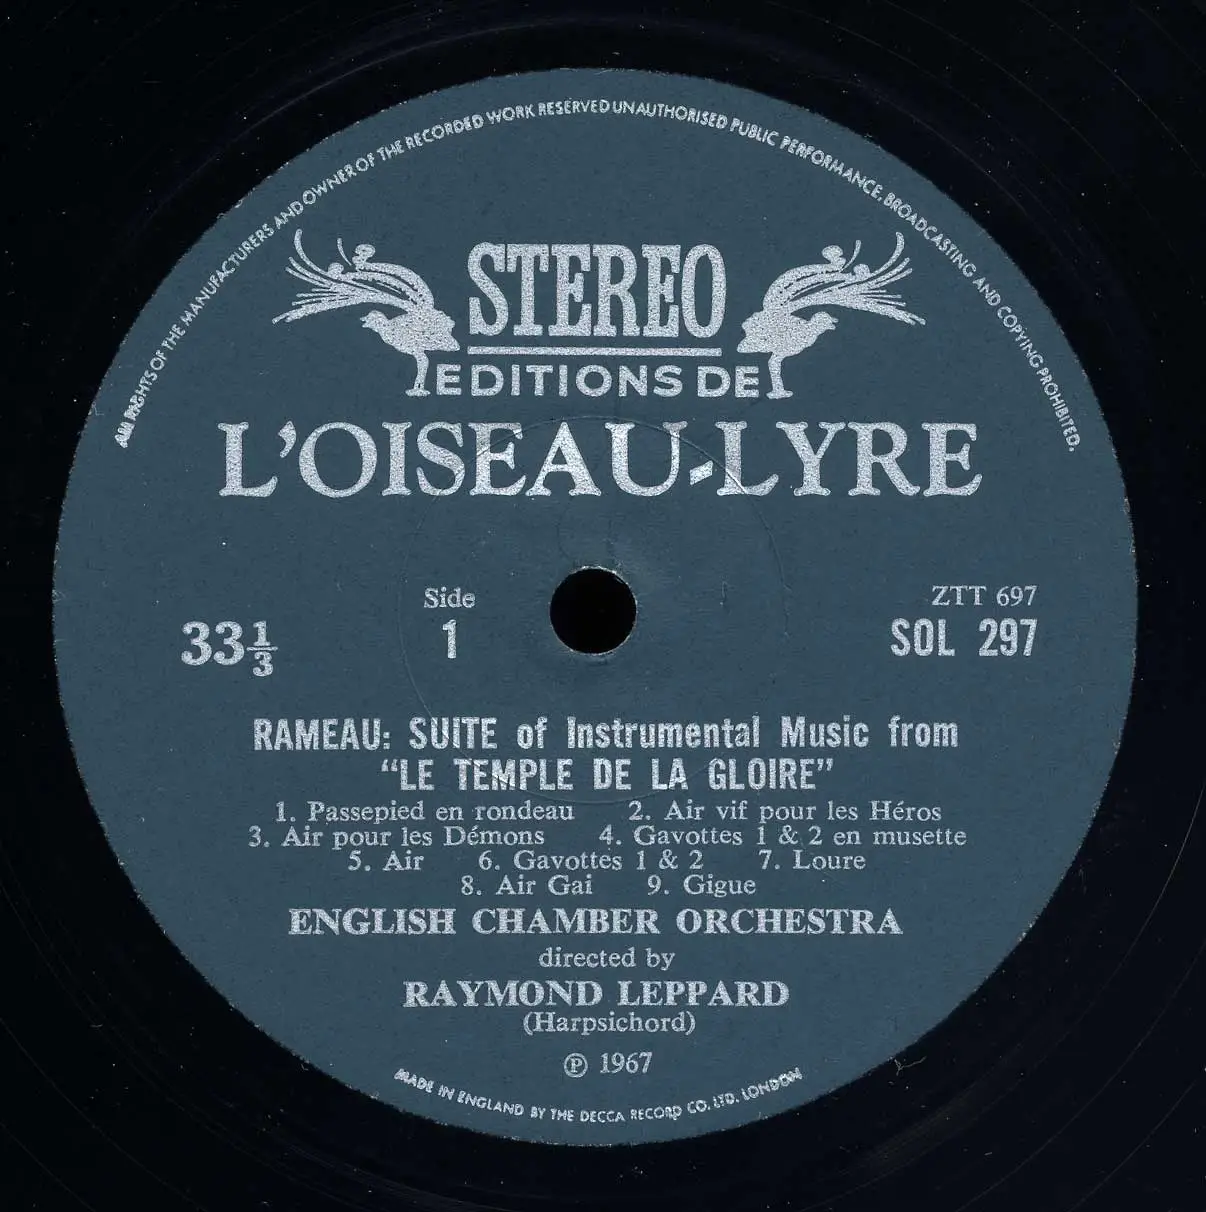 ALL RIGHTS OF THE MANUFACTURERS AND OWNER OF THE RECORDED WORK RESERVED UNAUTHORISED PUBLIC PERFORMANCE, BROADCASTING AND COPYING PROHIBITED.
STEREO
EDITIONS DE
L'OISEAU-LYRE
Side
1
33⅓
ZTT 697
SOL 297
RAMEAU: SUITE of Instrumental Music from
“LE TEMPLE DE LA GLOIRE”
1. Passepied en rondeau 2. Air vif pour les Héros
3. Air pour les Démons 4. Gavottes 1 & 2 en musette
5. Air 6. Gavottes 1 & 2 7. Loure
8. Air Gai 9. Gigue
ENGLISH CHAMBER ORCHESTRA
directed by
RAYMOND LEPPARD
(Harpsichord)
℗ 1967
MADE IN ENGLAND BY THE DECCA RECORD CO. LTD. LONDON